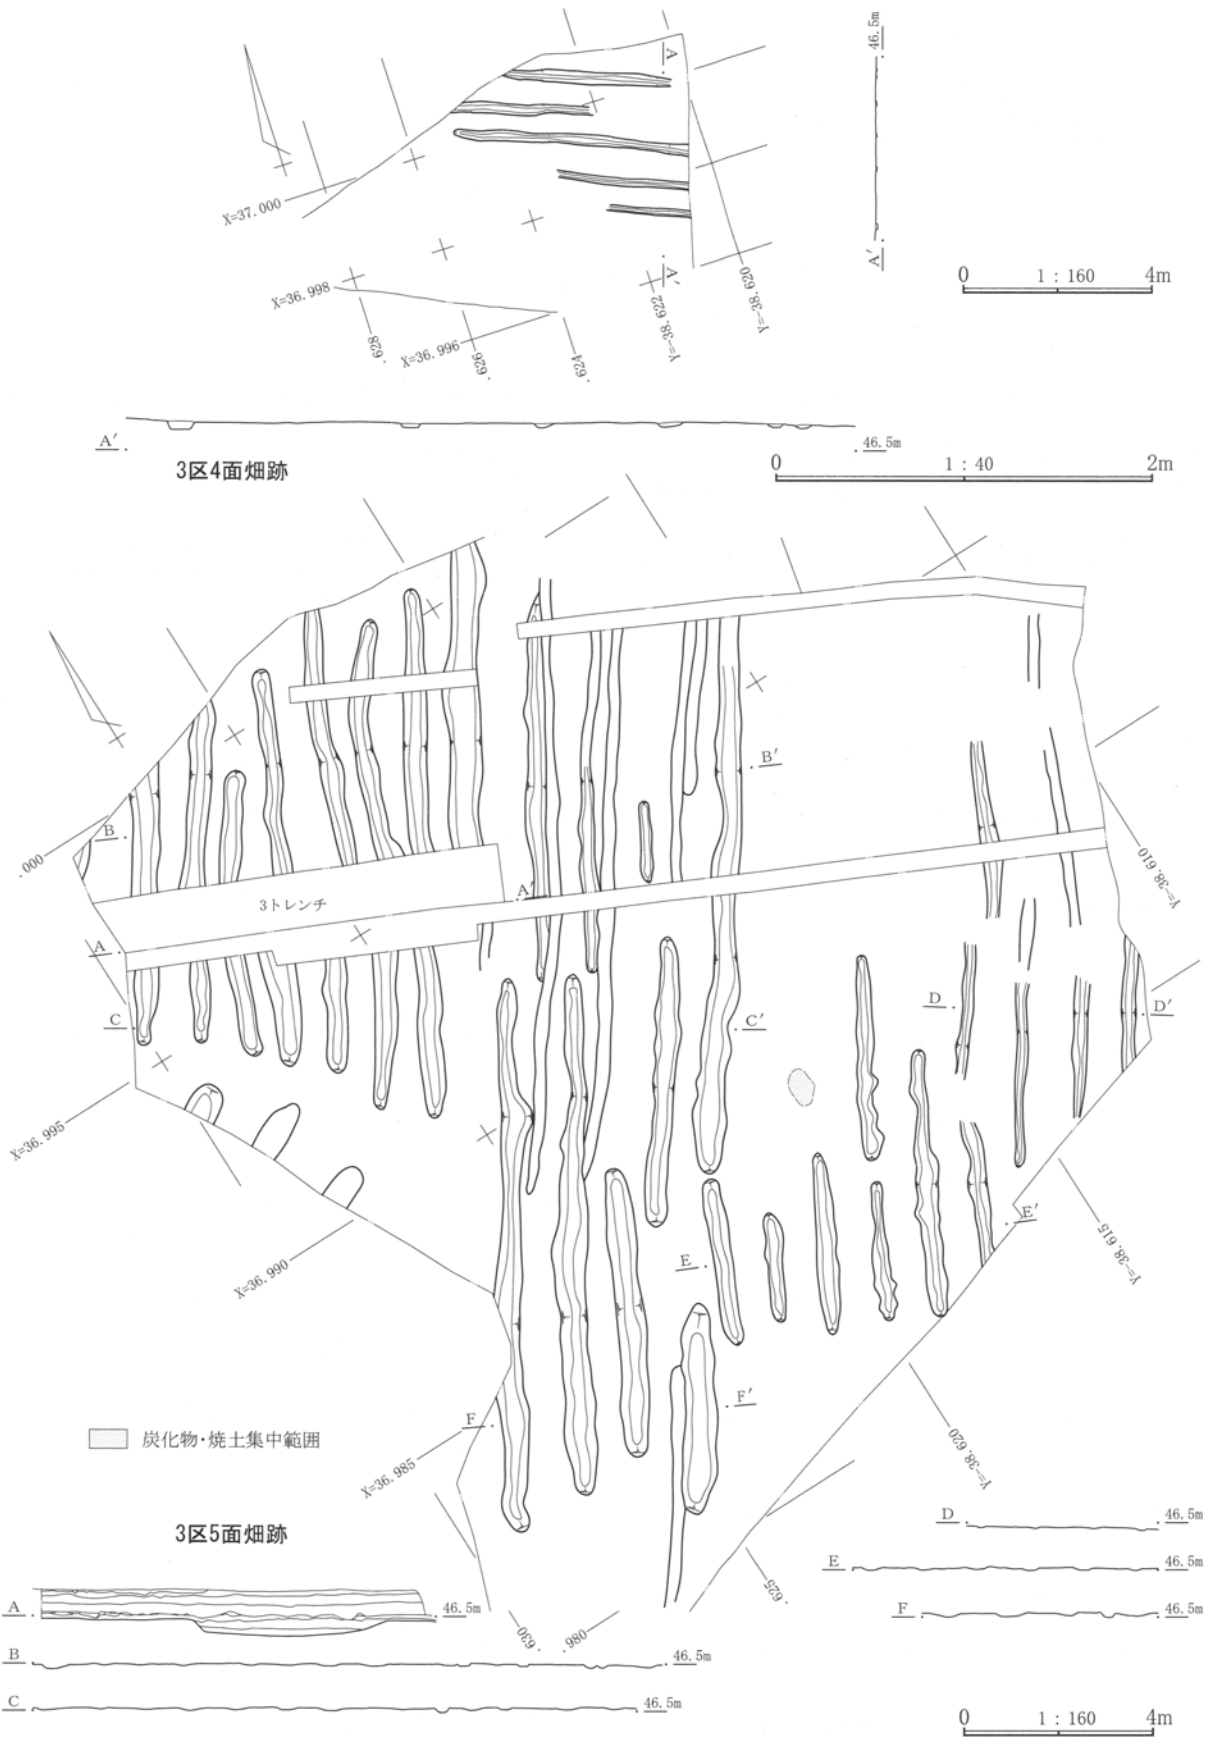 A
46.5m
X=37.000
X=36.998
X=36.996
.628
.626
.624
Y=-38.622
Y=-38.620
A'
A'
0 1：160 4m
A'
46.5m
3区4面畑跡
0 1：40 2m
B
B'
.000
3トレンチ
A'
A
C
C'
D
D'
Y=-38.610
X=36.995
X=36.990
E
E'
Y=-38.615
F
F'
炭化物・焼土集中範囲
X=36.985
Y=-38.620
3区5面畑跡
.625
.630
.980
D 46.5m
E 46.5m
F 46.5m
A 46.5m
B 46.5m
C 46.5m
0 1：160 4m